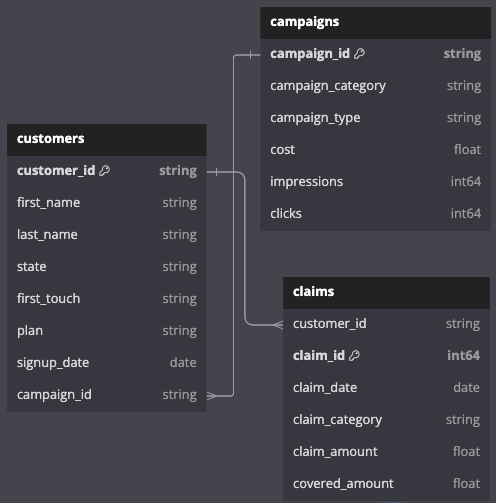 campaigns
campaign_id string
campaign_category string
campaign_type string
cost float
impressions int64
clicks int64
customers
customer_id string
first_name string
last_name string
state string
first_touch string
plan string
signup_date date
campaign_id string
claims
customer_id string
claim_id int64
claim_date date
claim_category string
claim_amount float
covered_amount float